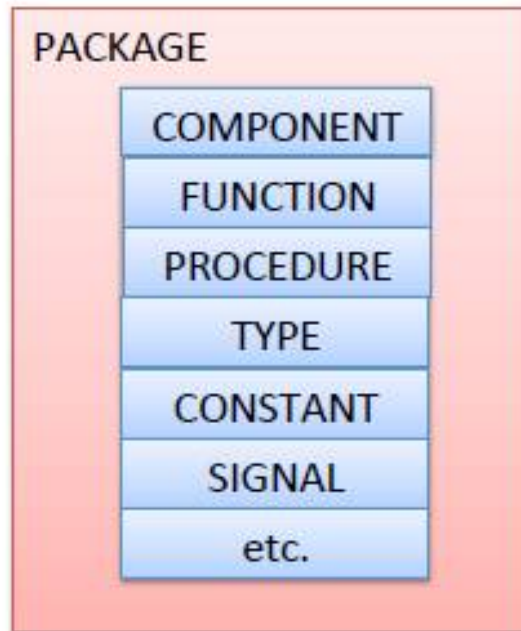 PACKAGE
COMPONENT
FUNCTION
PROCEDURE
TYPE
CONSTANT
SIGNAL
etc.